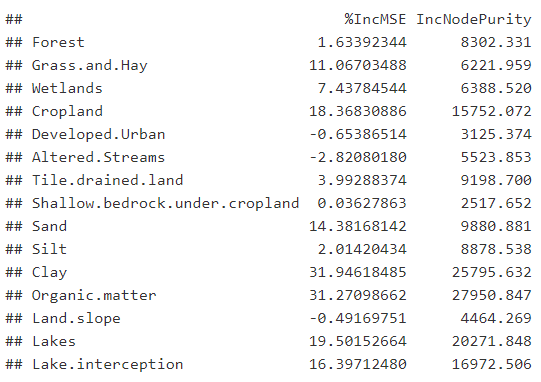 ##                                 %IncMSE IncNodePurity
## Forest                       1.63392344      8302.331
## Grass.and.Hay               11.06703488      6221.959
## Wetlands                     7.43784544      6388.520
## Cropland                    18.36830886     15752.072
## Developed.Urban             -0.65386514      3125.374
## Altered.Streams             -2.82080180      5523.853
## Tile.drained.land            3.99288374      9198.700
## Shallow.bedrock.under.cropland  0.03627863      2517.652
## Sand                        14.38168142      9880.881
## Silt                         2.01420434      8878.538
## Clay                        31.94618485     25795.632
## Organic.matter              31.27098662     27950.847
## Land.slope                  -0.49169751      4464.269
## Lakes                       19.50152664     20271.848
## Lake.interception           16.39712480     16972.506